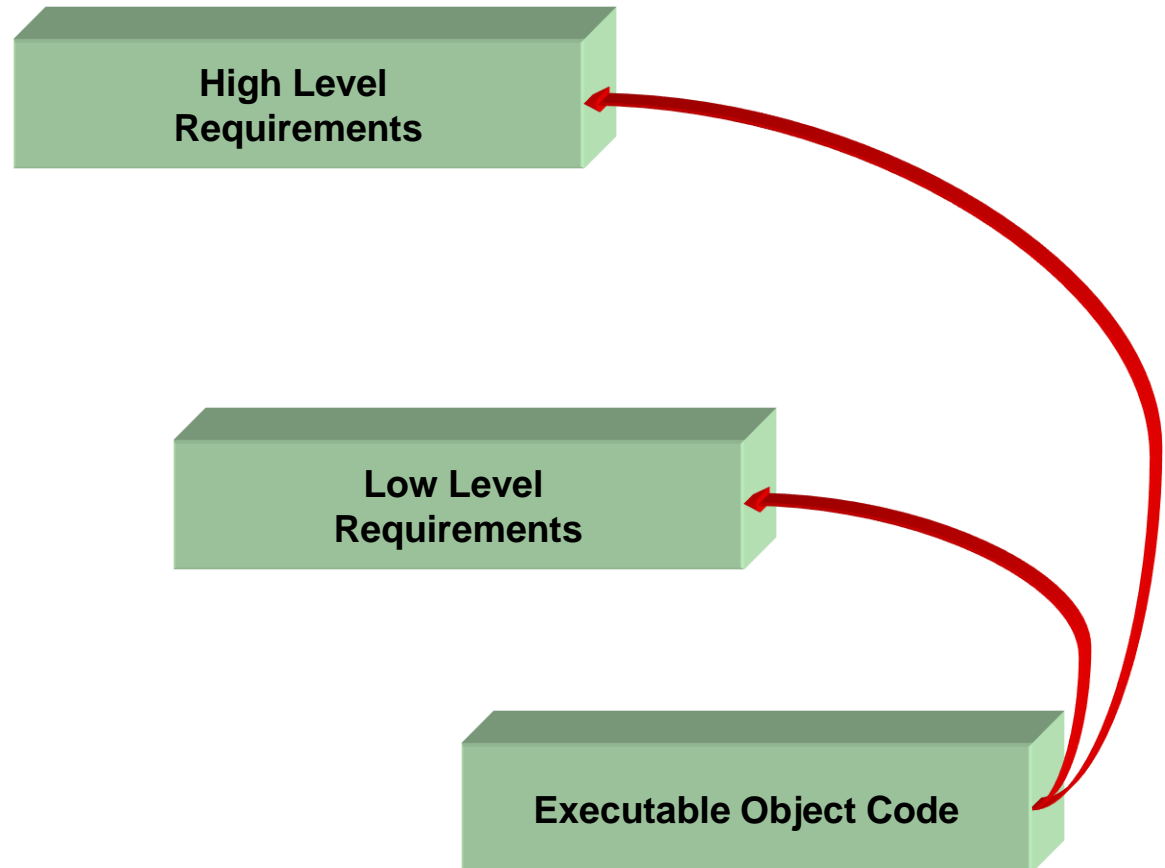 High Level
Requirements
Low Level
Requirements
Executable Object Code